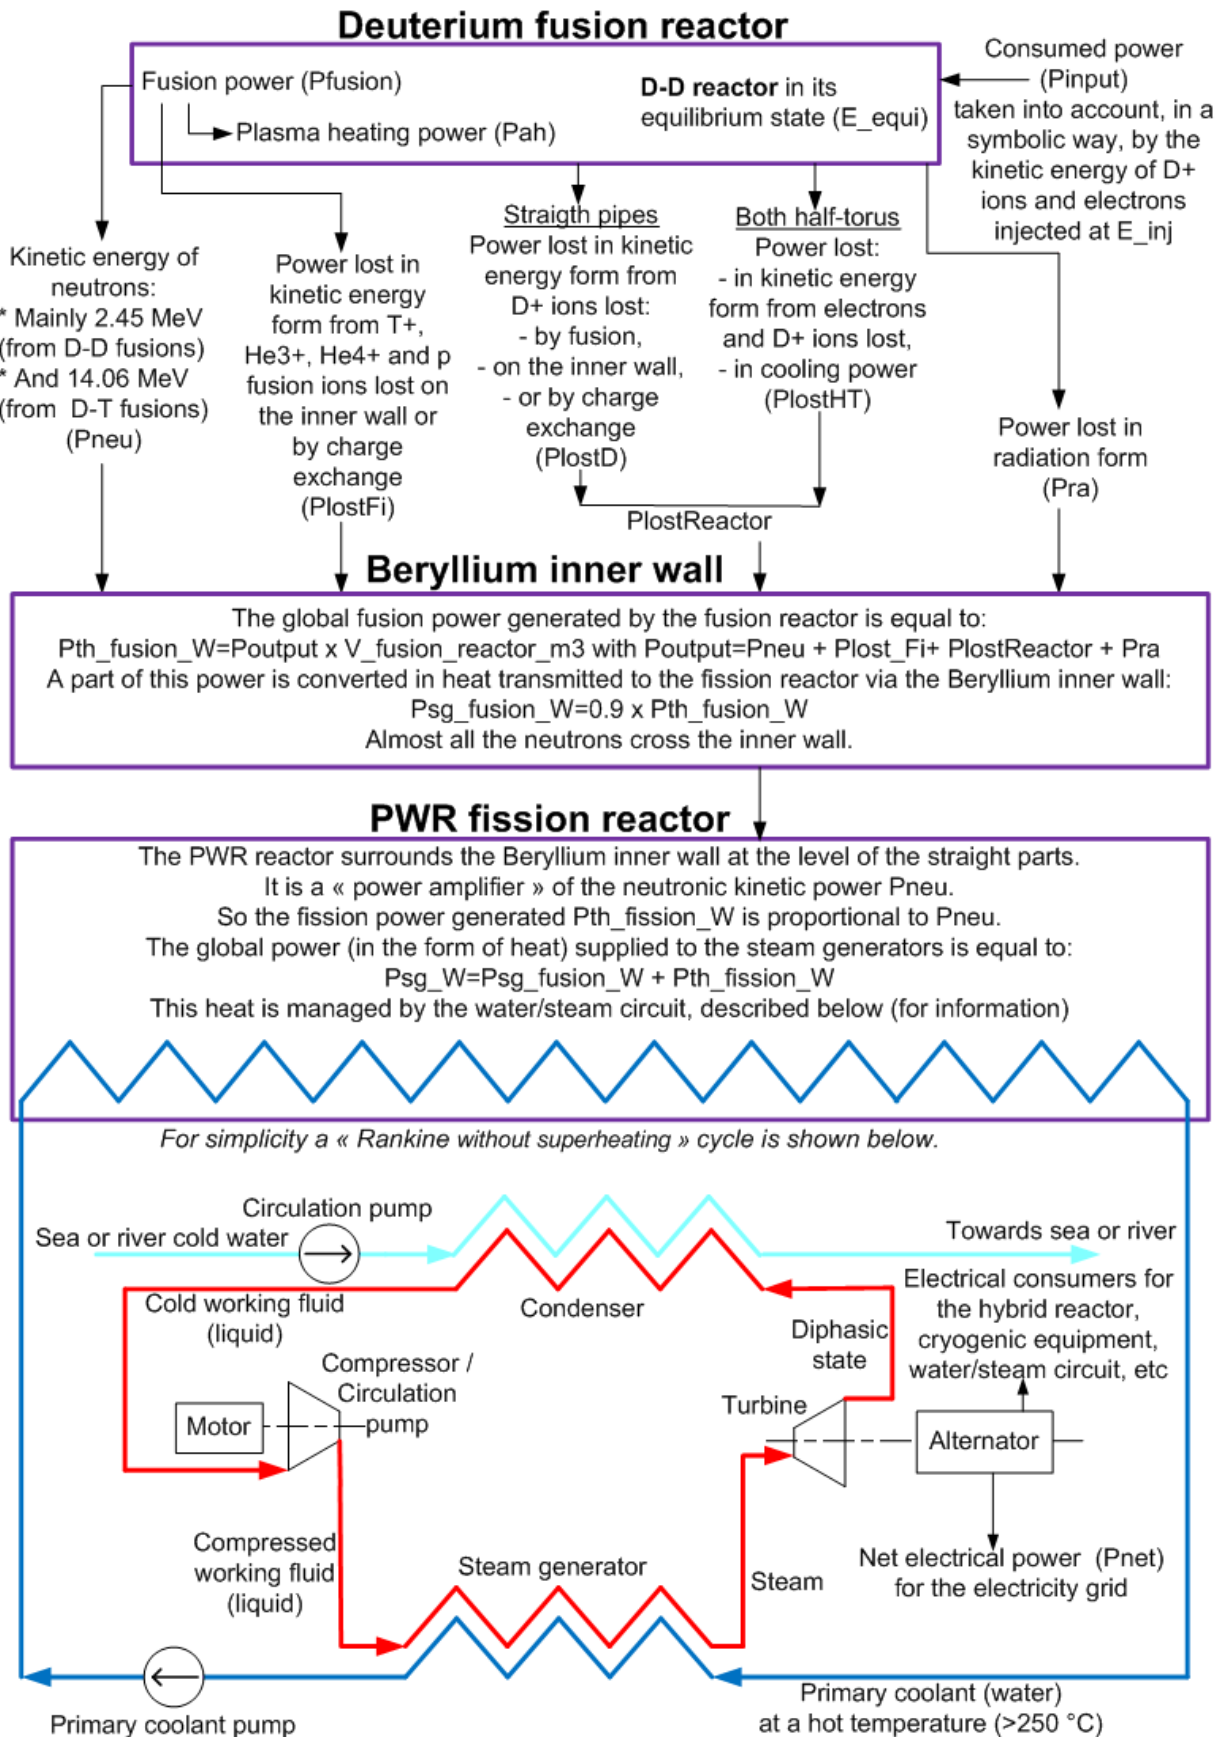 Deuterium fusion reactor
Fusion power (Pfusion)
Plasma heating power (Pah)
D-D reactor in its
equilibrium state (E_equi)
Consumed power
(Pinput)
taken into account, in a
symbolic way, by the
kinetic energy of D+
ions and electrons
injected at E_inj
Kinetic energy of
neutrons:
* Mainly 2.45 MeV
(from D-D fusions)
* And 14.06 MeV
(from D-T fusions)
(Pneu)
Power lost in
kinetic energy
form from T+,
He3+, He4+ and p
fusion ions lost on
the inner wall or
by charge
exchange
(PlostFi)
Straigth pipes
Power lost in kinetic
energy form from
D+ ions lost:
- by fusion,
- on the inner wall,
- or by charge
exchange
(PlostD)
Both half-torus
Power lost:
- in kinetic energy
form from electrons
and D+ ions lost,
- in cooling power
(PlostHT)
Power lost in
radiation form
(Pra)
PlostReactor
Beryllium inner wall
The global fusion power generated by the fusion reactor is equal to:
Pth_fusion_W=Poutput x V_fusion_reactor_m3 with Poutput=Pneu + Plost_Fi+ PlostReactor + Pra
A part of this power is converted in heat transmitted to the fission reactor via the Beryllium inner wall:
Psg_fusion_W=0.9 x Pth_fusion_W
Almost all the neutrons cross the inner wall.
PWR fission reactor
The PWR reactor surrounds the Beryllium inner wall at the level of the straight parts.
It is a « power amplifier » of the neutronic kinetic power Pneu.
So the fission power generated Pth_fission_W is proportional to Pneu.
The global power (in the form of heat) supplied to the steam generators is equal to:
Psg_W=Psg_fusion_W + Pth_fission_W
This heat is managed by the water/steam circuit, described below (for information)
For simplicity a « Rankine without superheating » cycle is shown below.
Circulation pump
Sea or river cold water
Towards sea or river
Cold working fluid
(liquid)
Condenser
Diphasic
state
Electrical consumers for
the hybrid reactor,
cryogenic equipment,
water/steam circuit, etc
Compressor /
Circulation
pump
Motor
Turbine
Alternator
Compressed
working fluid
(liquid)
Steam generator
Steam
Net electrical power (Pnet)
for the electricity grid
Primary coolant pump
Primary coolant (water)
at a hot temperature (>250 °C)